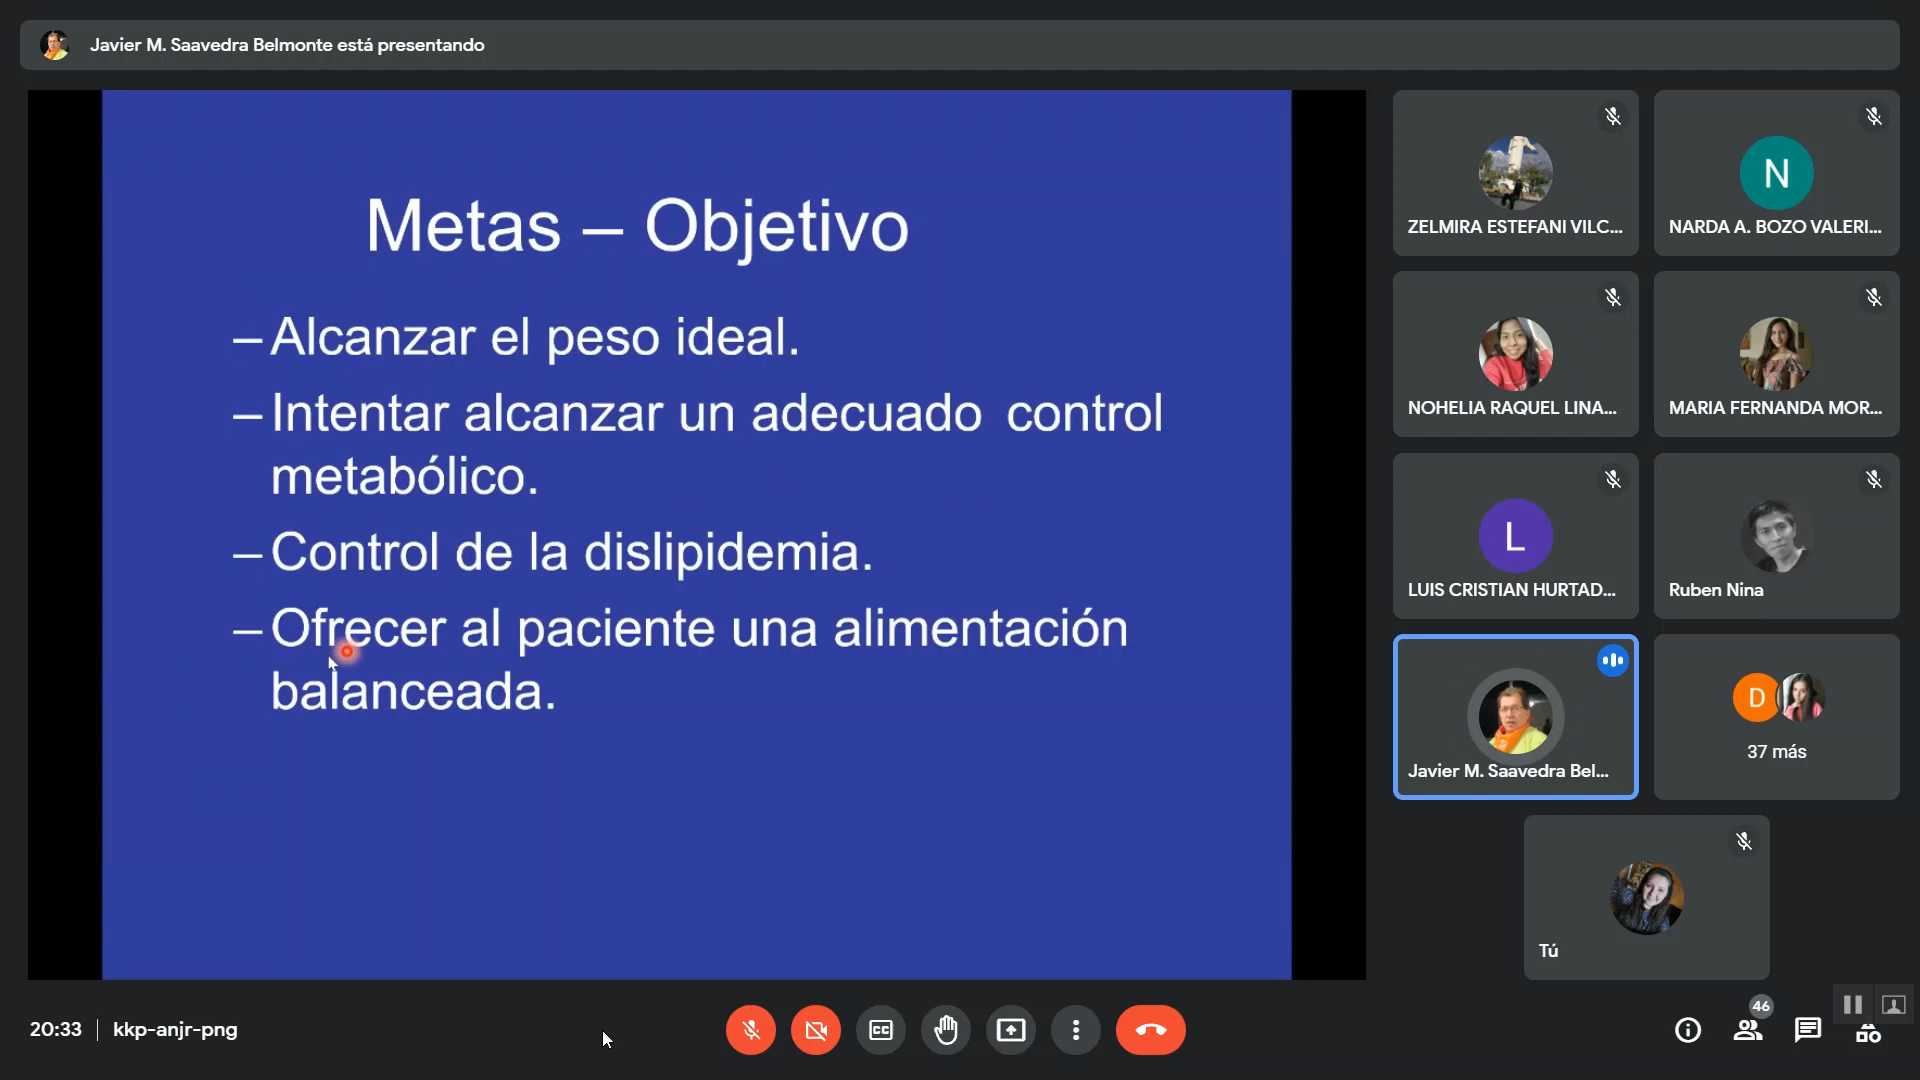 Javier M. Saavedra Belmonte está presentando
Metas – Objetivo
– Alcanzar el peso ideal.
– Intentar alcanzar un adecuado control
metabólico.
– Control de la dislipidemia.
– Ofrecer al paciente una alimentación
balanceada.
ZELMIRA ESTEFANI VILC...
N
NARDA A. BOZO VALERI...
NOHELIA RAQUEL LINA...
MARIA FERNANDA MOR...
L
LUIS CRISTIAN HURTAD...
Ruben Nina
Javier M. Saavedra Bel...
D
37 más
Tú
20:33 | kkp-anjr-png
CC
46